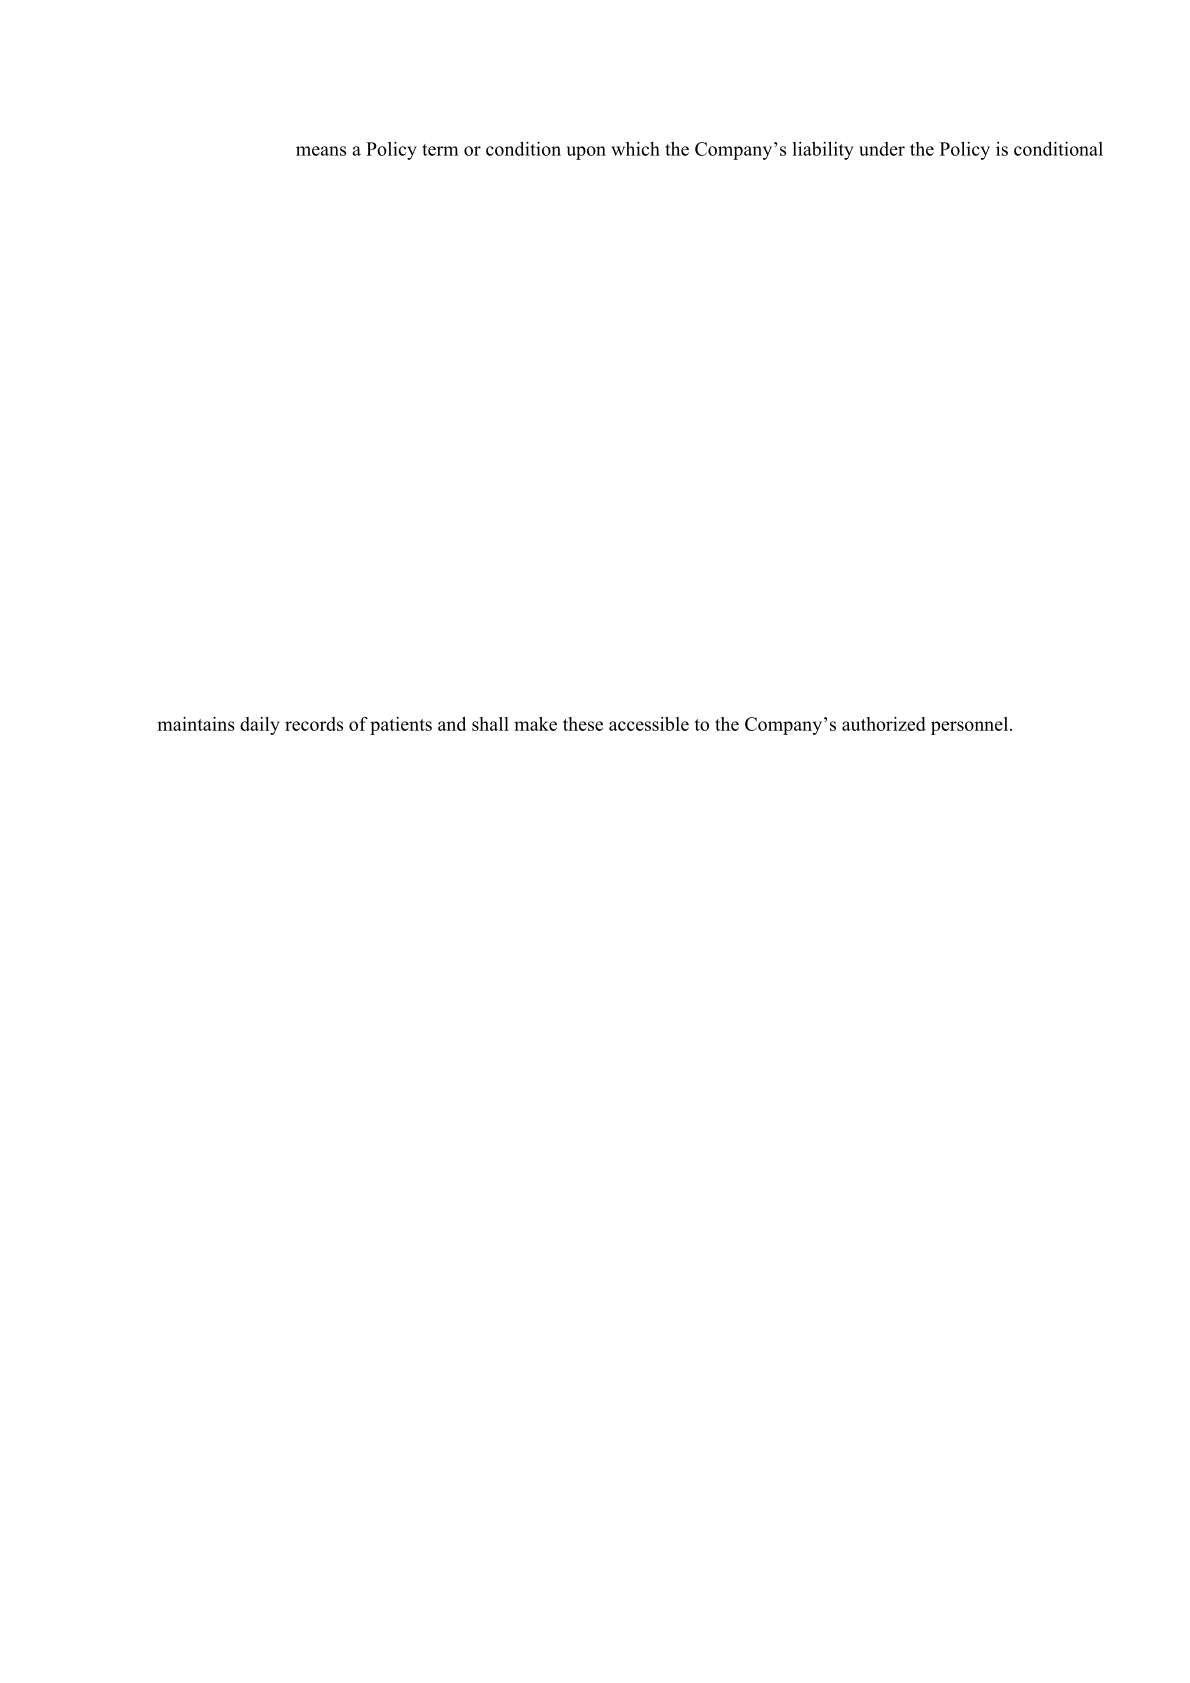 means a Policy term or condition upon which the Company’s liability under the Policy is conditional
maintains daily records of patients and shall make these accessible to the Company’s authorized personnel.